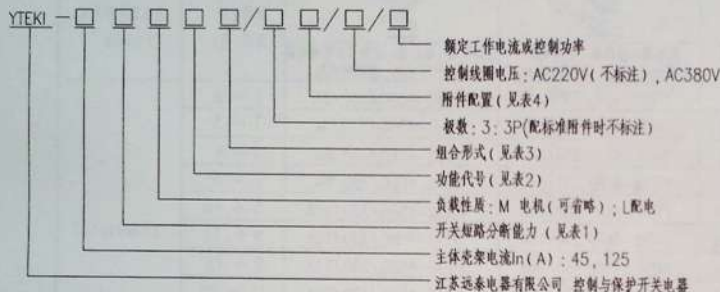 YTEKI-□□□□□/□□/□/□
额定工作电流或控制功率
控制线圈电压：AC220V(不标注)，AC380V
附件配置(见表4)
极数：3：3P(配标准附件时不标注)
组合形式(见表3)
功能代号(见表2)
负载性质：M 电机(可省略)；L配电
开关短路分断能力(见表1)
主体壳架电流In(A)：45，125
江苏远泰电器有限公司 控制与保护开关电器